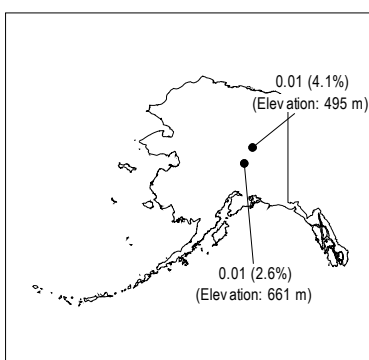 0.01 (4.1%)
(Elevation: 495 m)
0.01 (2.6%)
(Elevation: 661 m)